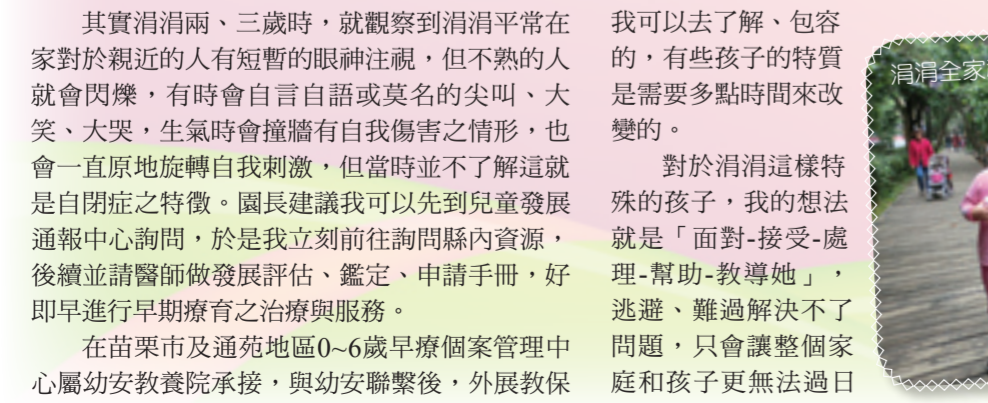 其實涓涓兩、三歲時，就觀察到涓涓平常在
家對於親近的人有短暫的眼神注視，但不熟的人
就會閃爍，有時會自言自語或莫名的尖叫、大
笑、大哭，生氣時會撞牆有自我傷害之情形，也
會一直原地旋轉自我刺激，但當時並不了解這就
是自閉症之特徵。園長建議我可以先到兒童發展
通報中心詢問，於是我立刻前往詢問縣內資源，
後續並請醫師做發展評估、鑑定、申請手冊，好
即早進行早期療育之治療與服務。
在苗栗市及通苑地區0~6歲早療個案管理中
心屬幼安教養院承接，與幼安聯繫後，外展教保
我可以去了解、包容
的，有些孩子的特質
是需要多點時間來改
變的。
對於涓涓這樣特
殊的孩子，我的想法
就是「面對-接受-處
理-幫助-教導她」，
逃避、難過解決不了
問題，只會讓整個家
庭和孩子更無法過日
涓涓全家